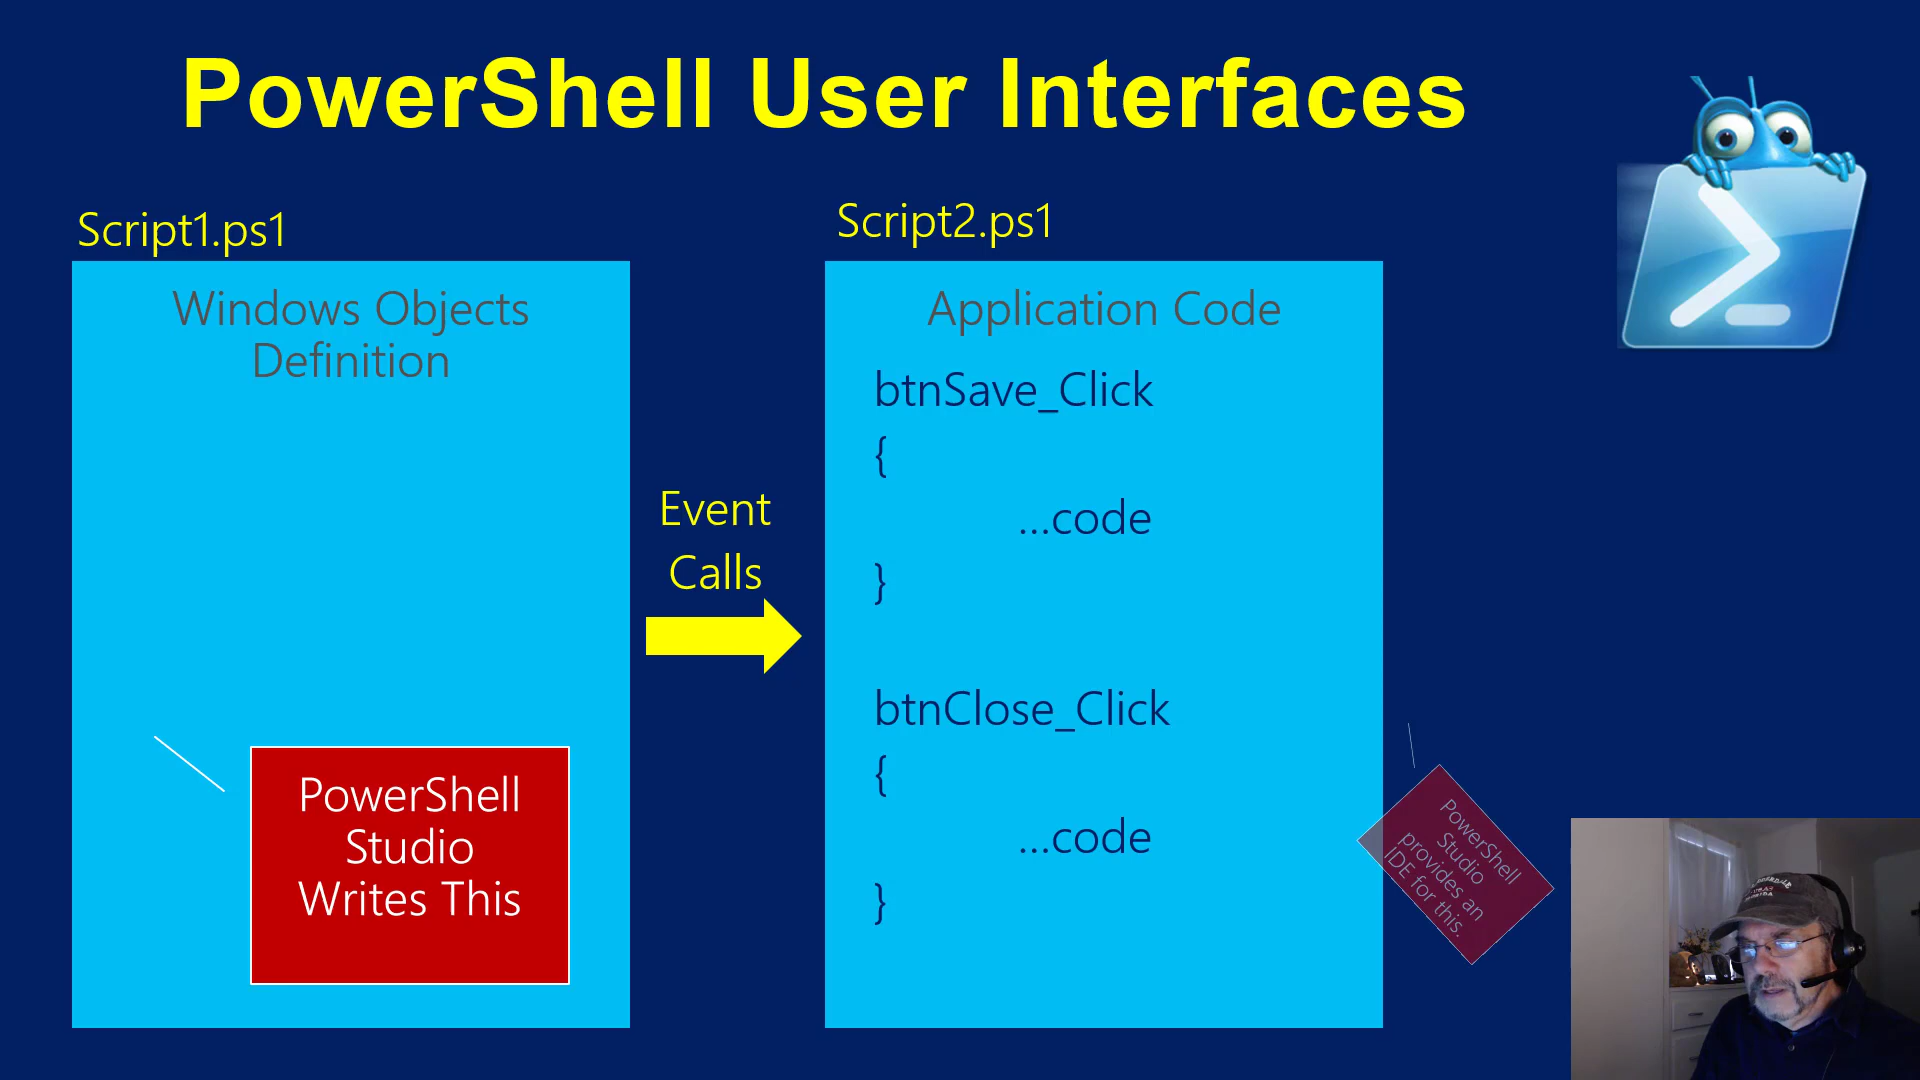 PowerShell User Interfaces
Script1.ps1
Windows Objects
Definition
PowerShell
Studio
Writes This
Event
Calls
Script2.ps1
Application Code
btnSave_Click
{
...code
}
btnClose_Click
{
...code
}
PowerShell
Studio
provides an
IDE for this.